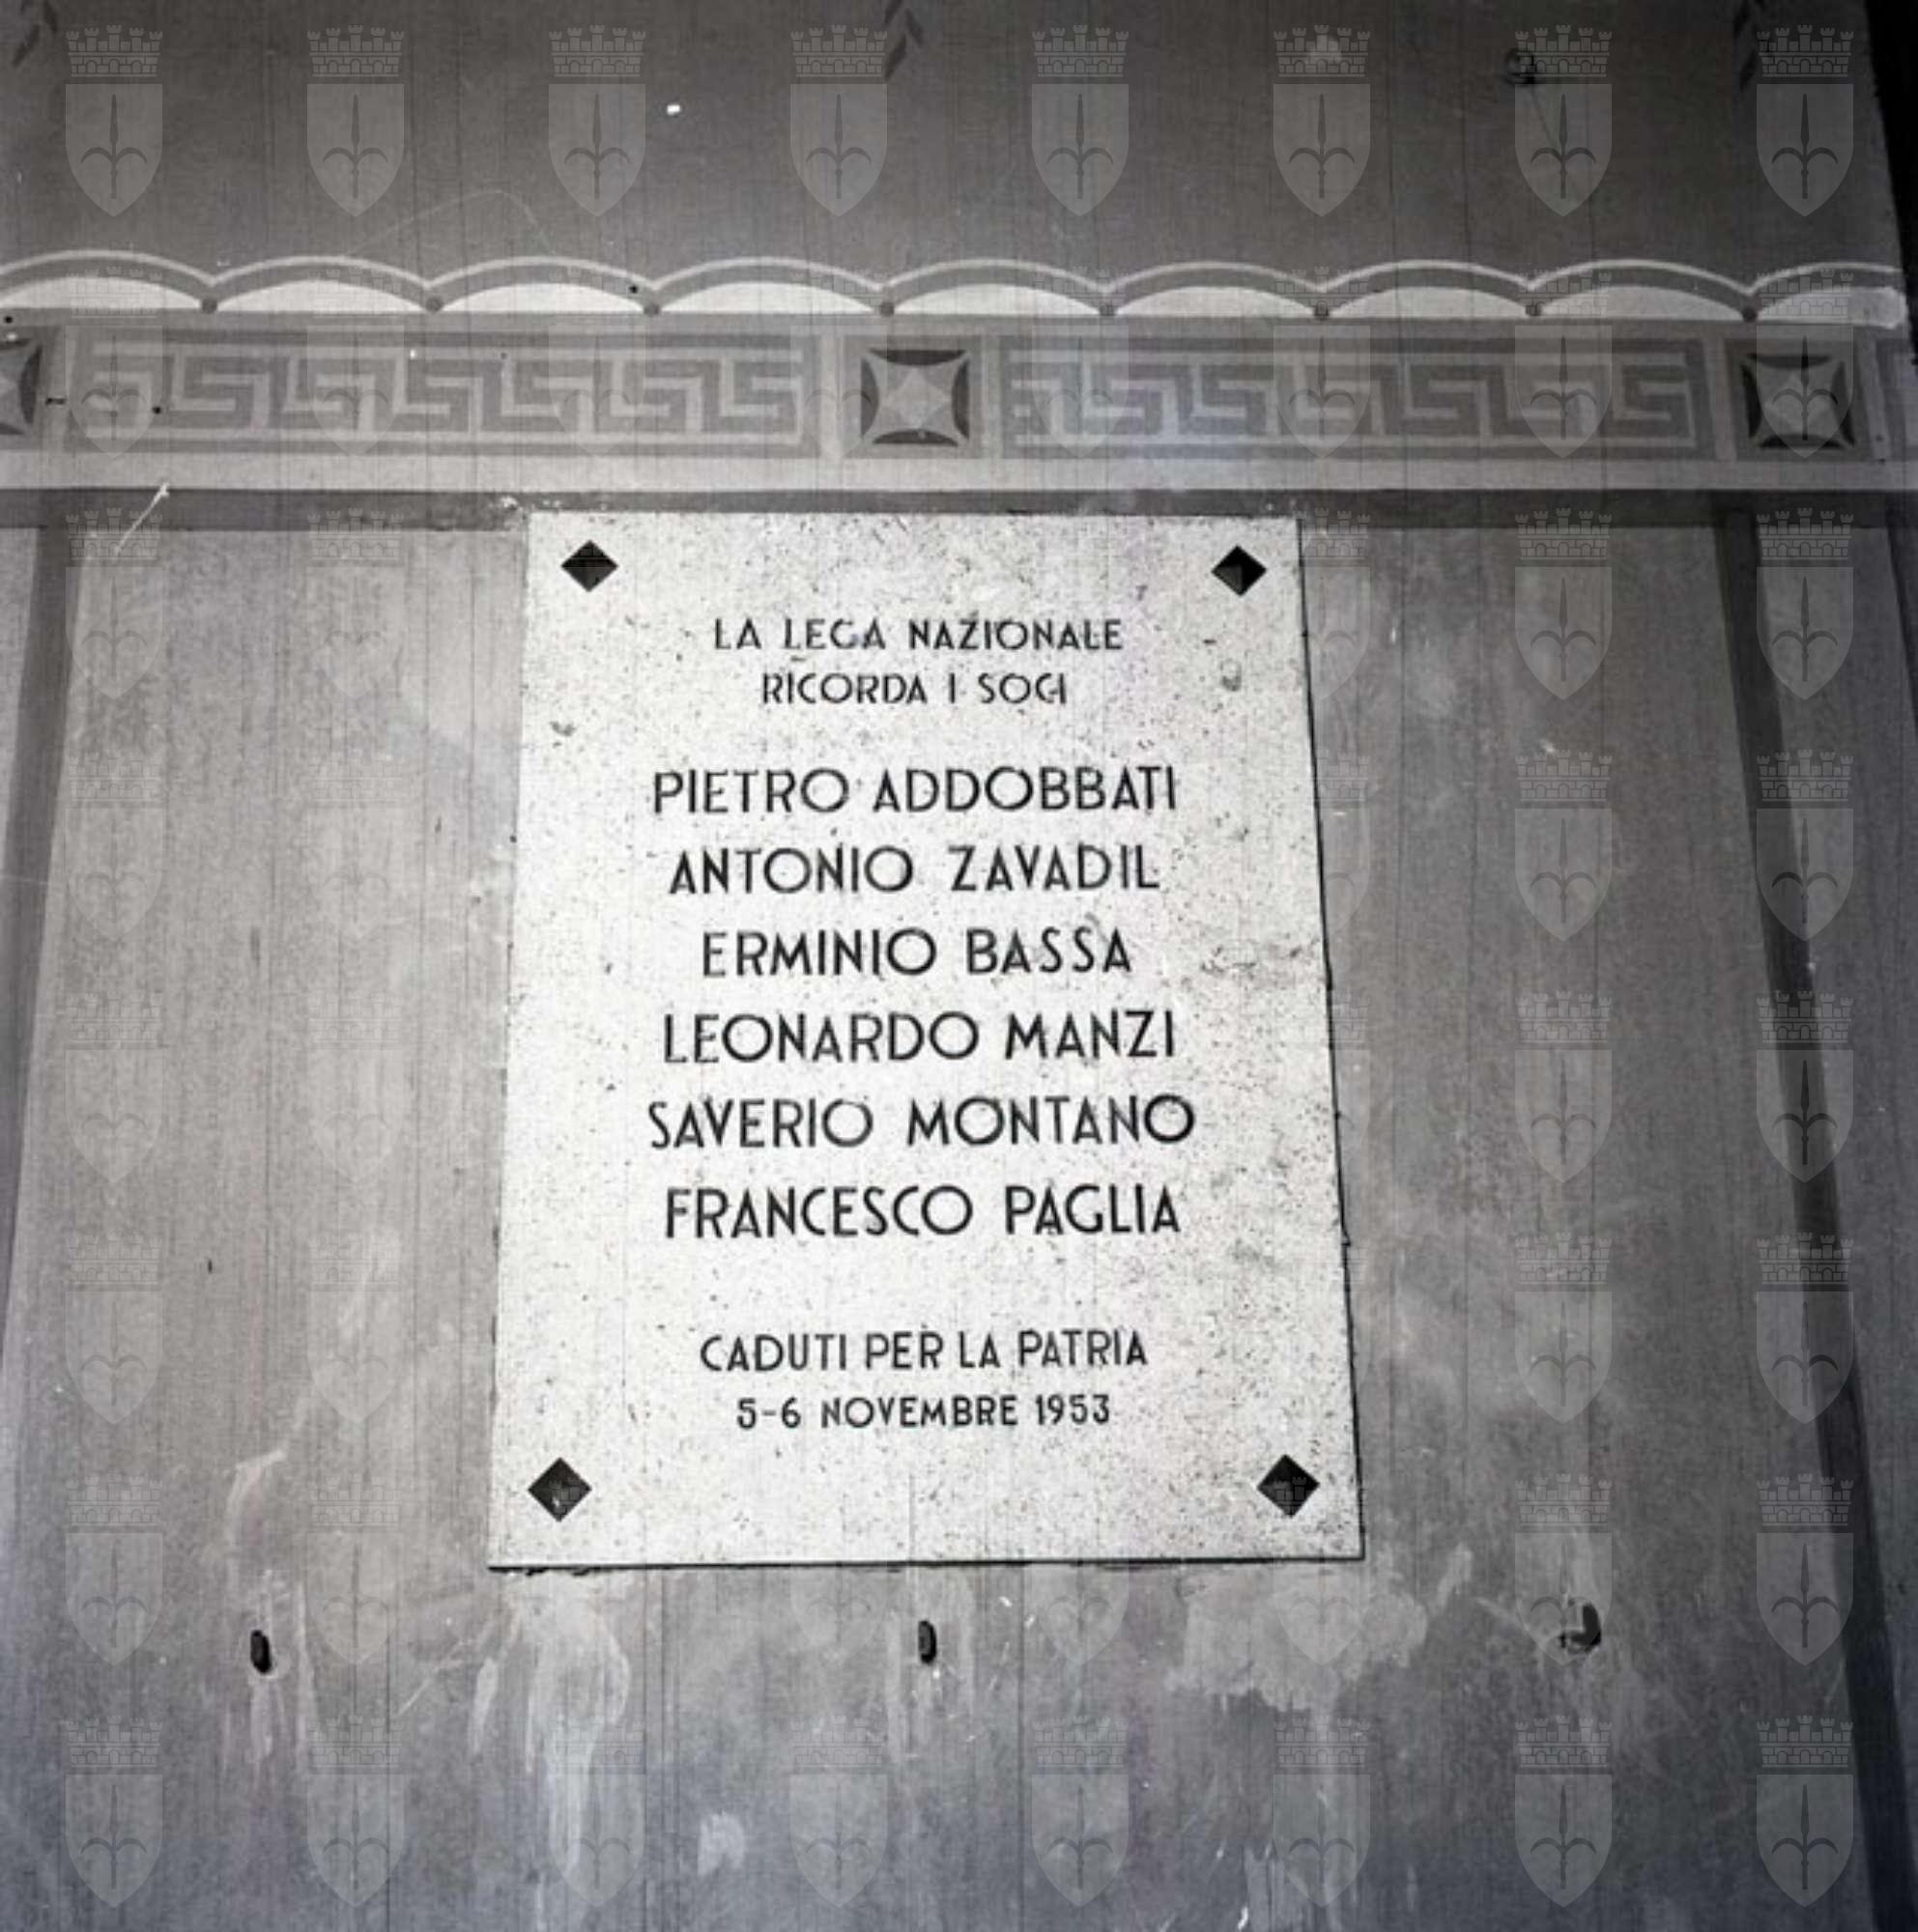 LA LEGA NAZIONALE
RICORDA I SOCI
PIETRO ADDOBBATI
ANTONIO ZAVADIL
ERMINIO BASSA
LEONARDO MANZI
SAVERIO MONTANO
FRANCESCO PAGLIA
CADUTI PER LA PATRIA
5-6 NOVEMBRE 1953